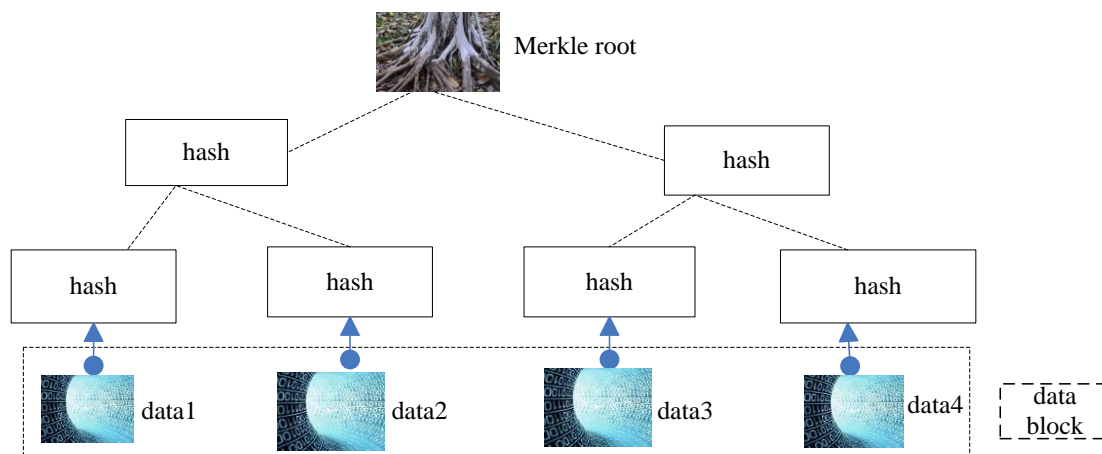 Merkle root
hash
hash
hash
hash
hash
hash
data1
data2
data3
data4
data
block